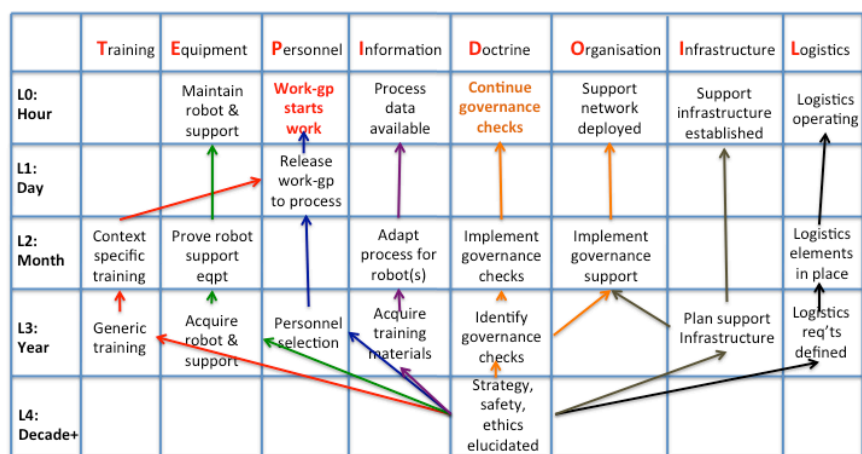 Training Equipment Personnel Information Doctrine Organisation Infrastructure Logistics
L0:
Hour
Maintain
robot &
support
Work-gp
starts
work
Process
data
available
Continue
governance
checks
Support
network
deployed
Support
infrastructure
established
Logistics
operating
L1:
Day
Release
work-gp
to process
L2:
Month
Context
specific
training
Prove robot
support
eqpt
Adapt
process for
robot(s)
Implement
governance
checks
Implement
governance
support
Logistics
elements
in place
L3:
Year
Generic
training
Acquire
robot &
support
Personnel
selection
Acquire
training
materials
Identify
governance
checks
Plan support
Infrastructure
Logistics
req'ts
defined
L4:
Decade+
Strategy,
safety,
ethics
elucidated